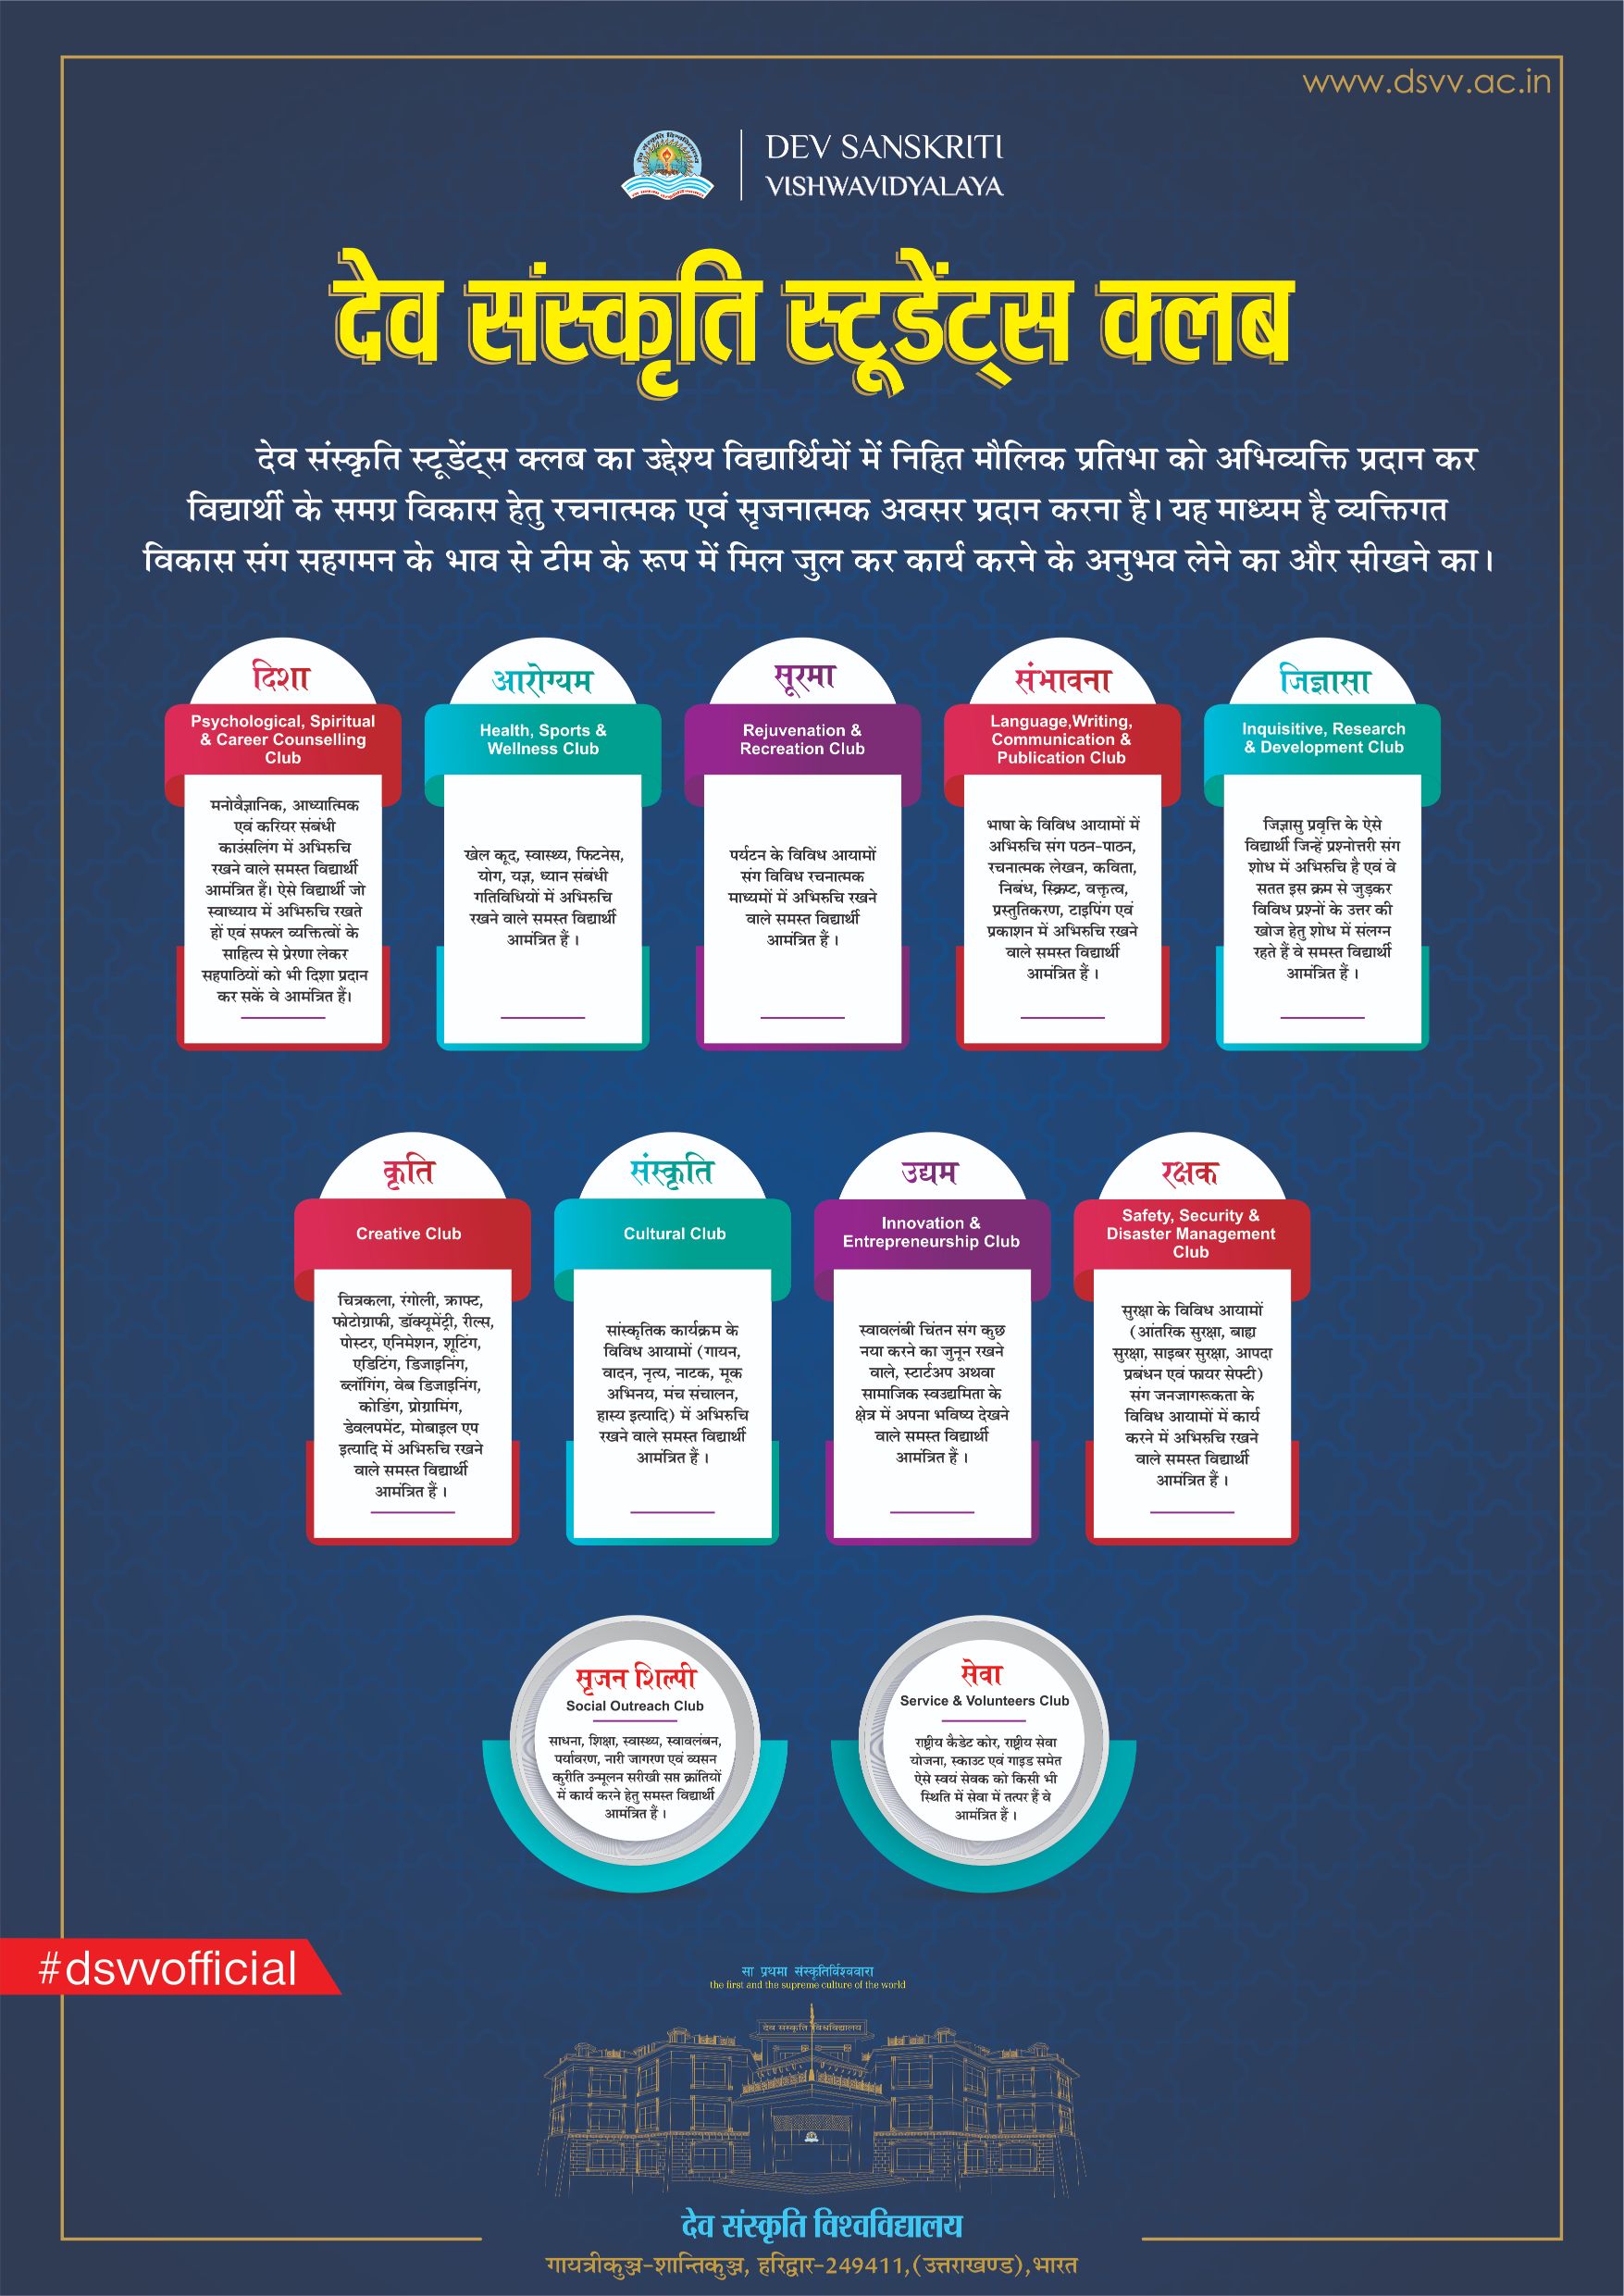 www.dsvv.ac.in
DEV SANSKRITI
VISHWAVIDYALAYA
देव संस्कृति स्टूडेंट्स क्लब
देव संस्कृति स्टूडेंट्स क्लब का उद्देश्य विद्यार्थियों में निहित मौलिक प्रतिभा को अभिव्यक्ति प्रदान कर
विद्यार्थी के समग्र विकास हेतु रचनात्मक एवं सृजनात्मक अवसर प्रदान करना है। यह माध्यम है व्यक्तिगत
विकास संग सहगमन के भाव से टीम के रूप में मिल जुल कर कार्य करने के अनुभव लेने का और सीखने का।
दिशा
Psychological, Spiritual
& Career Counselling
Club
मनोवैज्ञानिक, आध्यात्मिक
एवं करियर संबंधी
काउंसलिंग में अभिरुचि
रखने वाले समस्त विद्यार्थी
आमंत्रित हैं। ऐसे विद्यार्थी जो
स्वाध्याय में अभिरुचि रखते
हों एवं सफल व्यक्तित्वों के
साहित्य से प्रेरणा लेकर
सहपाठियों को भी दिशा प्रदान
कर सकें वे आमंत्रित हैं।
आरोग्यम
Health, Sports &
Wellness Club
खेल कूद, स्वास्थ्य, फिटनेस,
योग, यज्ञ, ध्यान संबंधी
गतिविधियों में अभिरुचि
रखने वाले समस्त विद्यार्थी
आमंत्रित हैं ।
सूरमा
Rejuvenation &
Recreation Club
पर्यटन के विविध आयामों
संग विविध रचनात्मक
माध्यमों में अभिरुचि रखने
वाले समस्त विद्यार्थी
आमंत्रित हैं ।
संभावना
Language,Writing,
Communication &
Publication Club
भाषा के विविध आयामों में
अभिरुचि संग पठन-पाठन,
रचनात्मक लेखन, कविता,
निबंध, स्क्रिप्ट, वक्तृत्व,
प्रस्तुतिकरण, टाइपिंग एवं
प्रकाशन में अभिरुचि रखने
वाले समस्त विद्यार्थी
आमंत्रित हैं ।
जिज्ञासा
Inquisitive, Research
& Development Club
जिज्ञासु प्रवृत्ति के ऐसे
विद्यार्थी जिन्हें प्रश्नोत्तरी संग
शोध में अभिरुचि है एवं वे
सतत इस क्रम से जुड़कर
विविध प्रश्नों के उत्तर की
खोज हेतु शोध में संलग्न
रहते हैं वे समस्त विद्यार्थी
आमंत्रित हैं ।
कृति
Creative Club
चित्रकला, रंगोली, क्राफ्ट,
फोटोग्राफी, डॉक्यूमेंट्री, रील्स,
पोस्टर, एनिमेशन, शूटिंग,
एडिटिंग, डिजाइनिंग,
ब्लॉगिंग, वेब डिजाइनिंग,
कोडिंग, प्रोग्रामिंग,
डेवलपमेंट, मोबाइल एप
इत्यादि में अभिरुचि रखने
वाले समस्त विद्यार्थी
आमंत्रित हैं ।
संस्कृति
Cultural Club
सांस्कृतिक कार्यक्रम के
विविध आयामों (गायन,
वादन, नृत्य, नाटक, मूक
अभिनय, मंच संचालन,
हास्य इत्यादि) में अभिरुचि
रखने वाले समस्त विद्यार्थी
आमंत्रित हैं ।
उद्यम
Innovation &
Entrepreneurship Club
स्वावलंबी चिंतन संग कुछ
नया करने का जुनून रखने
वाले, स्टार्टअप अथवा
सामाजिक स्वउद्यमिता के
क्षेत्र में अपना भविष्य देखने
वाले समस्त विद्यार्थी
आमंत्रित हैं ।
रक्षक
Safety, Security &
Disaster Management
Club
सुरक्षा के विविध आयामों
(आंतरिक सुरक्षा, बाह्य
सुरक्षा, साइबर सुरक्षा, आपदा
प्रबंधन एवं फायर सेफ्टी)
संग जनजागरूकता के
विविध आयामों में कार्य
करने में अभिरुचि रखने
वाले समस्त विद्यार्थी
आमंत्रित हैं ।
सृजन शिल्पी
Social Outreach Club
साधना, शिक्षा, स्वास्थ्य, स्वावलंबन,
पर्यावरण, नारी जागरण एवं व्यसन
कुरीति उन्मूलन सरीखी सप्त क्रांतियों
में कार्य करने हेतु समस्त विद्यार्थी
आमंत्रित हैं ।
सेवा
Service & Volunteers Club
राष्ट्रीय कैडेट कोर, राष्ट्रीय सेवा
योजना, स्काउट एवं गाइड समेत
ऐसे स्वयं सेवक को किसी भी
स्थिति में सेवा में तत्पर हैं वे
आमंत्रित हैं ।
#dsvvofficial
सा प्रथमा संस्कृतिर्विश्ववारा
the first and the supreme culture of the world
देव संस्कृति विश्वविद्यालय
देव संस्कृति विश्वविद्यालय
गायत्रीकुञ्ज-शान्तिकुञ्ज, हरिद्वार-249411,(उत्तराखण्ड),भारत